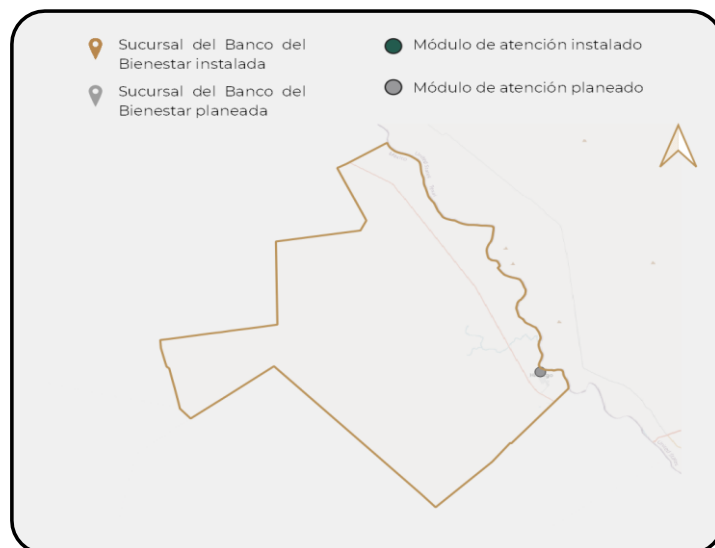 Sucursal del Banco del
Bienestar instalada
Módulo de atención instalado
Sucursal del Banco del
Bienestar planeada
Módulo de atención planeado